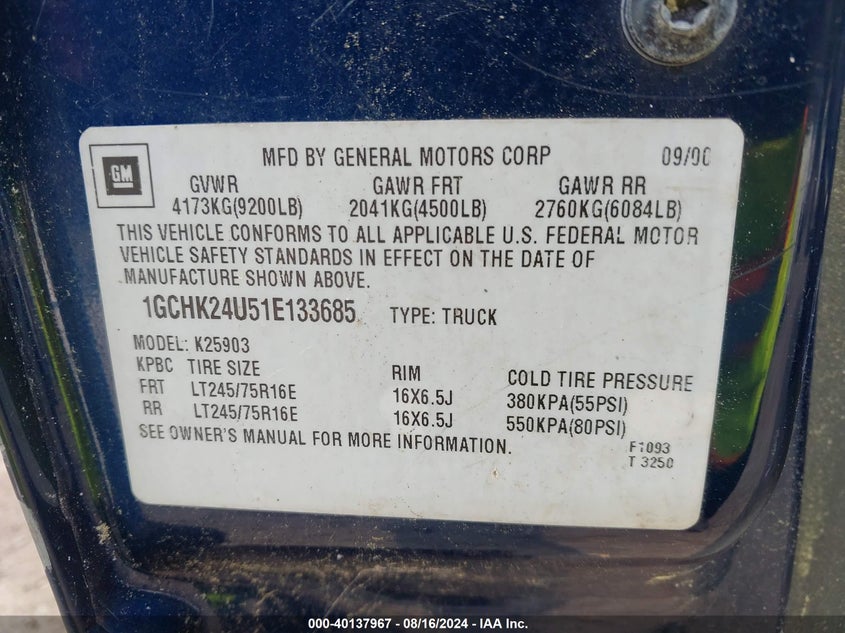 GM
MFD BY GENERAL MOTORS CORP 09/00
GVWR GAWR FRT GAWR RR
4173KG(9200LB) 2041KG(4500LB) 2760KG(6084LB)
THIS VEHICLE CONFORMS TO ALL APPLICABLE U.S. FEDERAL MOTOR
VEHICLE SAFETY STANDARDS IN EFFECT ON THE DATE OF
MANUFACTURE SHOWN ABOVE.
1GCHK24U51E133685 TYPE: TRUCK
MODEL: K25903
KPBC TIRE SIZE RIM COLD TIRE PRESSURE
FRT LT245/75R16E 16X6.5J 380KPA(55PSI)
RR LT245/75R16E 16X6.5J 550KPA(80PSI)
SEE OWNER'S MANUAL FOR MORE INFORMATION.
F1093
T 3250
000-40137967 - 08/16/2024 - IAA Inc.